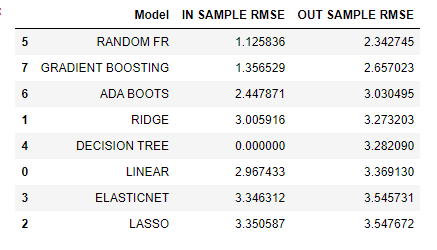 Model IN SAMPLE RMSE OUT SAMPLE RMSE
5 RANDOM FR 1.125836 2.342745
7 GRADIENT BOOSTING 1.356529 2.657023
6 ADA BOOTS 2.447871 3.030495
1 RIDGE 3.005916 3.273203
4 DECISION TREE 0.000000 3.282090
0 LINEAR 2.967433 3.369130
3 ELASTICNET 3.346312 3.545731
2 LASSO 3.350587 3.547672